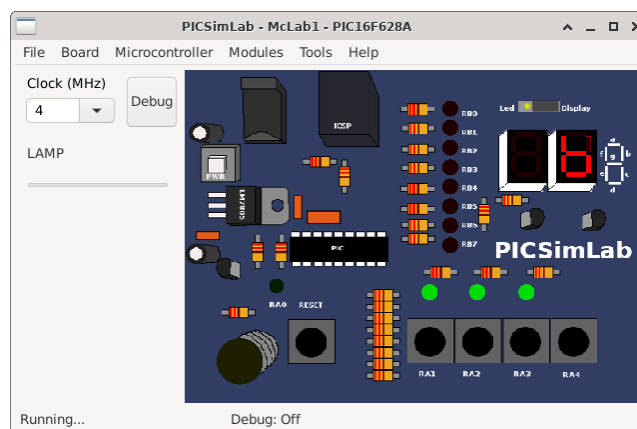 PICSimLab - McLab1 - PIC16F628A
File Board Microcontroller Modules Tools Help
Clock (MHz)
4
Debug
LAMP
PWR
LM7805
ICSP
PIC
RB0
RB1
RB2
RB3
RB4
RB5
RB6
RB7
Led
Display
a
f
g
b
e
c
d
PICSimLab
RA0
RESET
RA1
RA2
RA3
RA4
Running...
Debug: Off